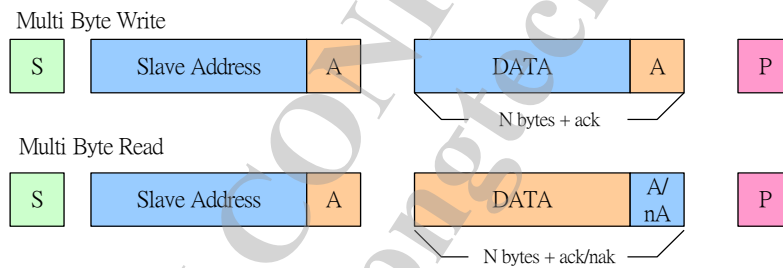 Multi Byte Write
S Slave Address A DATA A P
N bytes + ack
Multi Byte Read
S Slave Address A DATA A/ nA P
N bytes + ack/nak